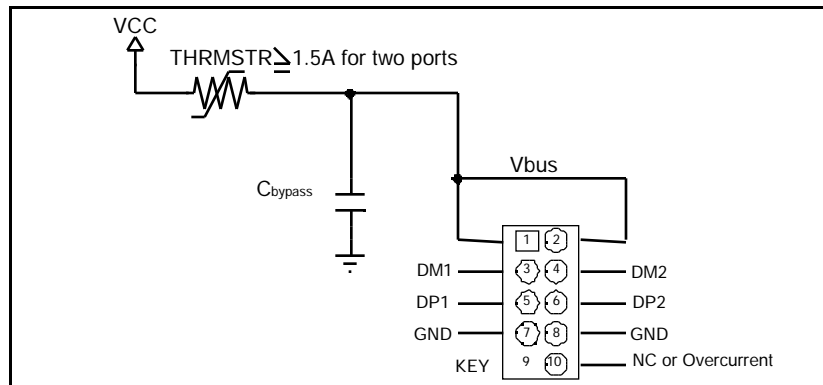 VCC
THRMSTR≥1.5A for two ports
Vbus
Cbypass
1 2
DM1 3 4 DM2
DP1 5 6 DP2
GND 7 8 GND
KEY 9 10 NC or Overcurrent